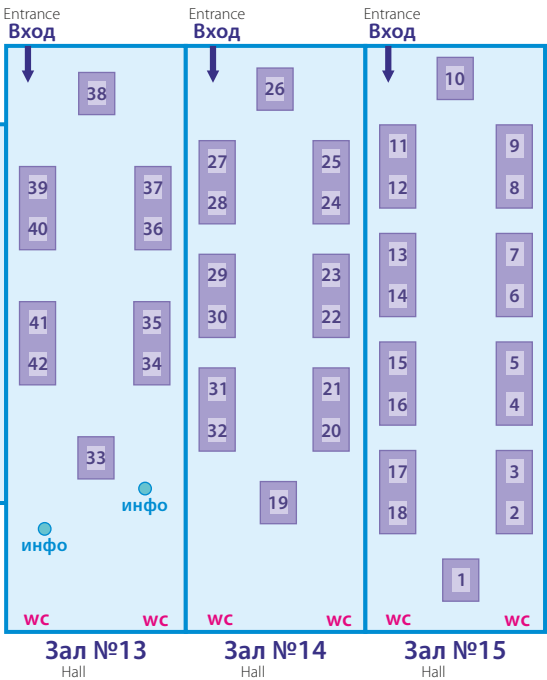 Entrance
Вход
Entrance
Вход
Entrance
Вход
38
39
37
40
36
41
35
42
34
33
инфо
инфо
wc
wc
Зал №13
Hall
26
27
25
28
24
29
23
30
22
31
21
32
20
19
wc
wc
Зал №14
Hall
10
11
9
12
8
13
7
14
6
15
5
16
4
17
3
18
2
1
wc
wc
Зал №15
Hall